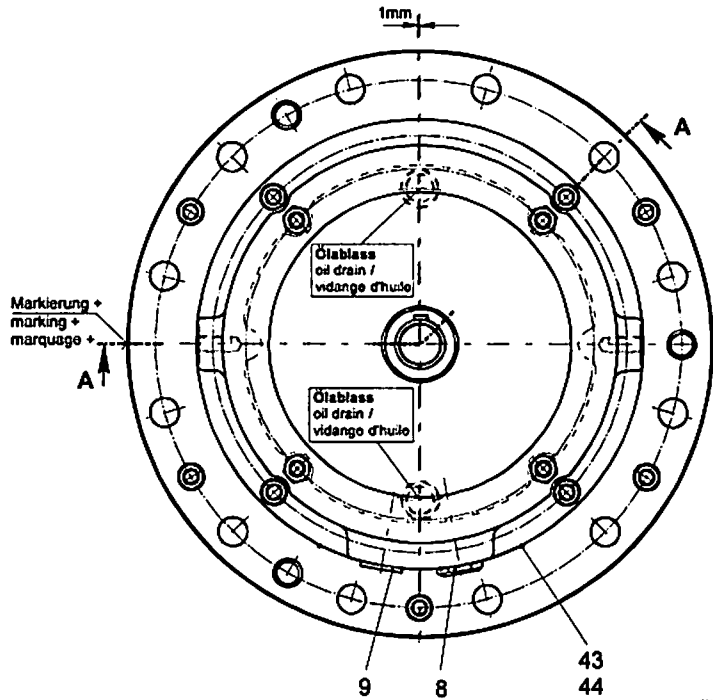 1mm
A
Ölablass
oil drain /
vidange d'huile
Markierung +
marking +
marquage +
A
Ölablass
oil drain /
vidange d'huile
9
8
43
44